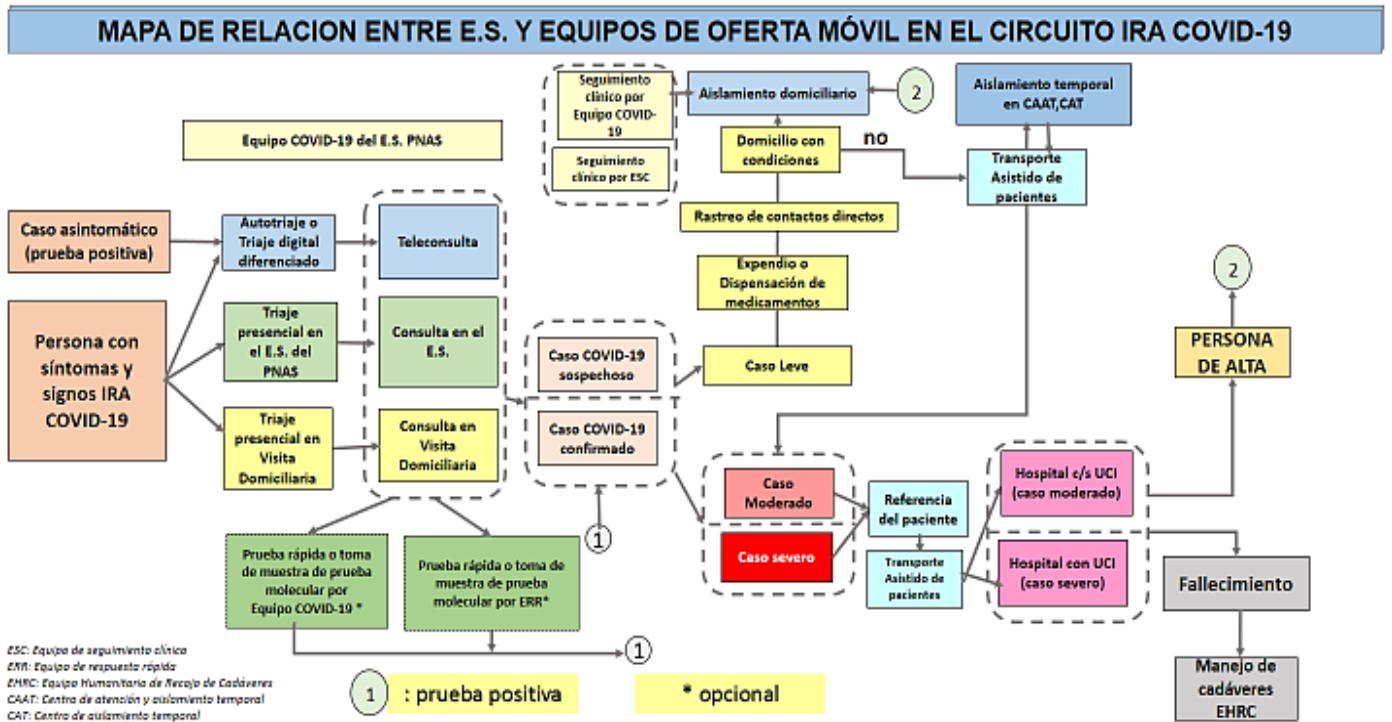 MAPA DE RELACION ENTRE E.S. Y EQUIPOS DE OFERTA MÓVIL EN EL CIRCUITO IRA COVID-19
Equipo COVID-19 del E.S. PNAS
Seguimiento
clínico por
Equipo COVID-
19
Seguimiento
clínico por ESC
Aislamiento domiciliario
2
Aislamiento temporal
en CAAT,CAT
Domicilio con
condiciones
no
Transporte
Asistido de
pacientes
Rastreo de contactos directos
Expendio o
Dispensación de
medicamentos
Caso Leve
Caso asintomático
(prueba positiva)
Persona con
síntomas y
signos IRA
COVID-19
Autotriaje o
Triaje digital
diferenciado
Triaje
presencial en
el E.S. del
PNAS
Triaje
presencial en
Visita
Domiciliaria
Teleconsulta
Consulta en el
E.S.
Consulta en
Visita
Domiciliaria
Caso COVID-19
sospechoso
Caso COVID-19
confirmado
1
Caso
Moderado
Caso severo
Referencia
del paciente
Transporte
Asistido de
pacientes
Hospital c/s UCI
(caso moderado)
Hospital con UCI
(caso severo)
2
PERSONA
DE ALTA
Fallecimiento
Manejo de
cadáveres
EHRC
Prueba rápida o toma
de muestra de prueba
molecular por
Equipo COVID-19 *
Prueba rápida o toma de
muestra de prueba
molecular por ERR*
1
ESC: Equipo de seguimiento clínico
ERR: Equipo de respuesta rápida
EHRC: Equipo Humanitario de Recojo de Cadáveres
CAAT: Centro de atención y aislamiento temporal
CAT: Centro de aislamiento temporal
1 : prueba positiva
* opcional